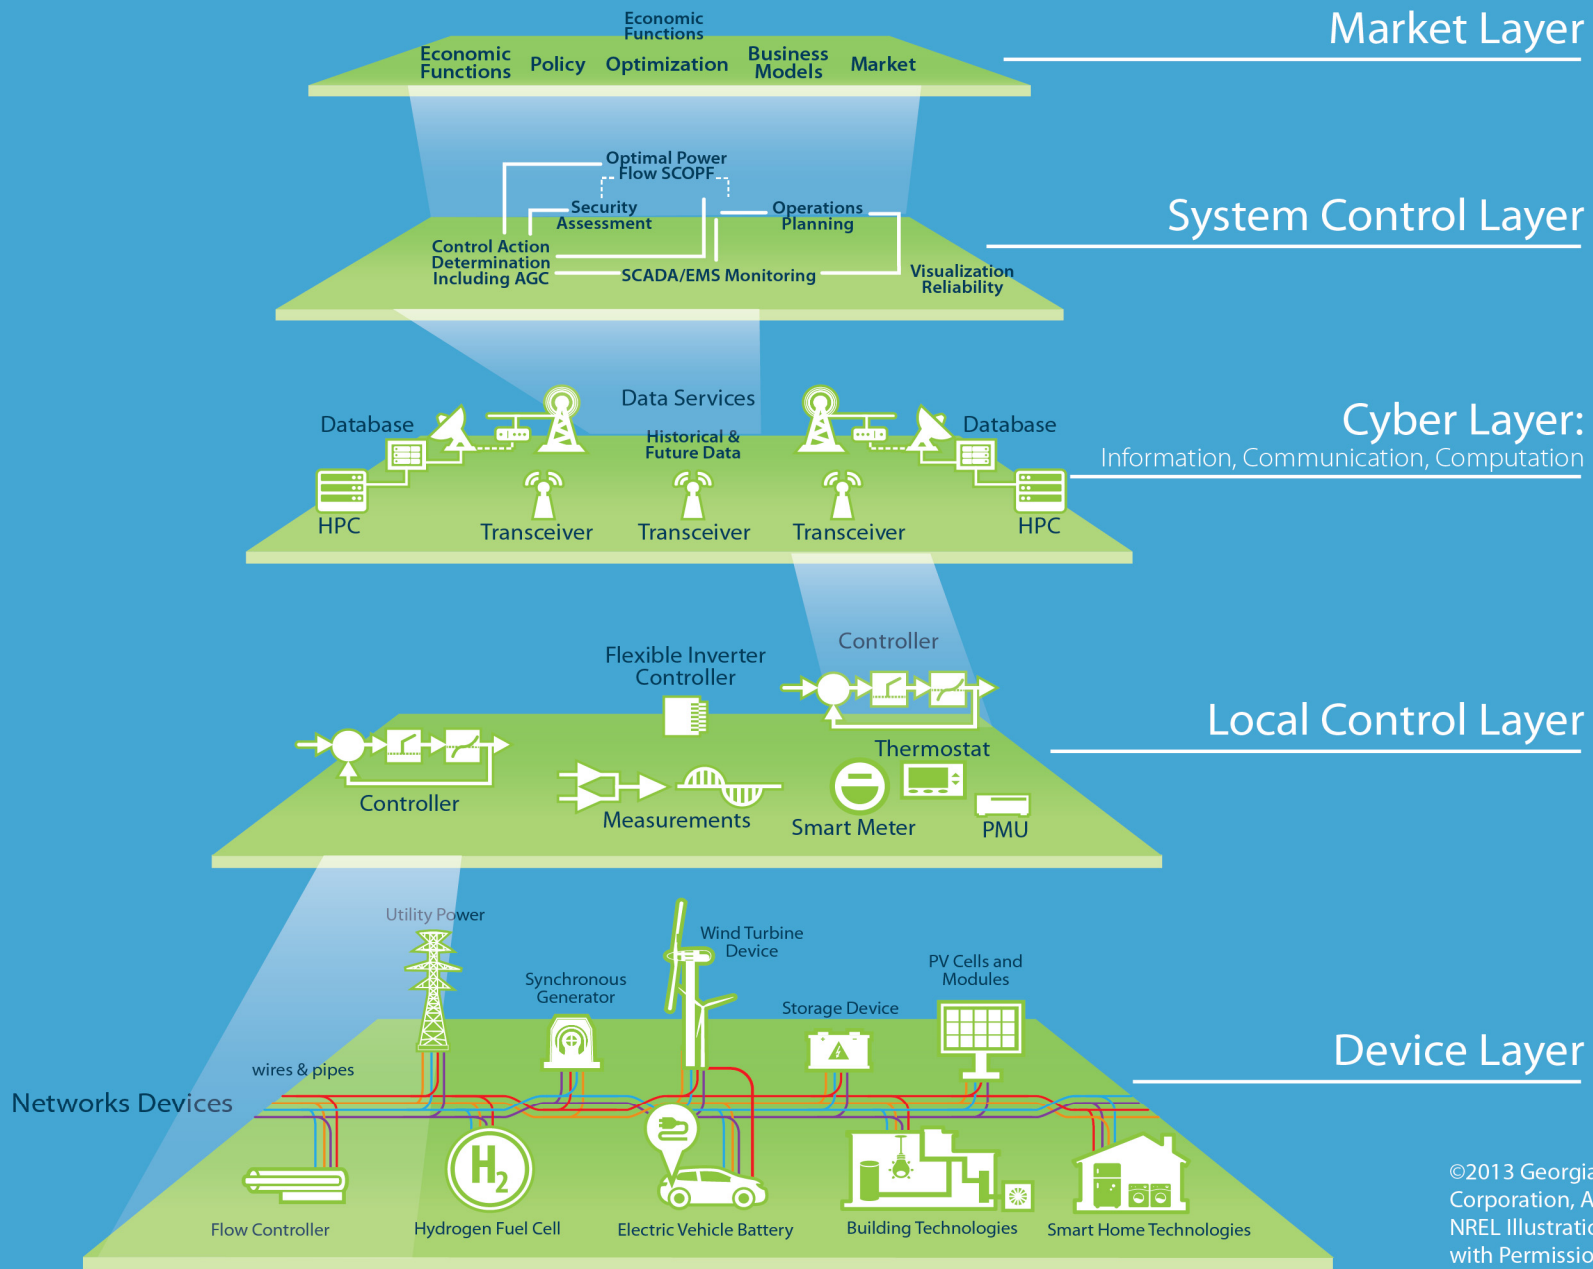 Economic
Functions
Economic
Functions
Policy
Optimization
Business
Models
Market
Market Layer
Optimal Power
Flow SCOPF
Security
Assessment
Operations
Planning
Control Action
Determination
Including AGC
SCADA/EMS Monitoring
Visualization
Reliability
System Control Layer
Database
Data Services
Historical &
Future Data
Database
HPC
Transceiver
Transceiver
Transceiver
HPC
Cyber Layer:
Information, Communication, Computation
Flexible Inverter
Controller
Controller
Controller
Measurements
Thermostat
Smart Meter
PMU
Local Control Layer
Utility Power
Synchronous
Generator
Wind Turbine
Device
Storage Device
PV Cells and
Modules
wires & pipes
Networks Devices
Device Layer
H2
Flow Controller
Hydrogen Fuel Cell
Electric Vehicle Battery
Building Technologies
Smart Home Technologies
©2013 Georgia
Corporation, A
NREL Illustratio
with Permissio